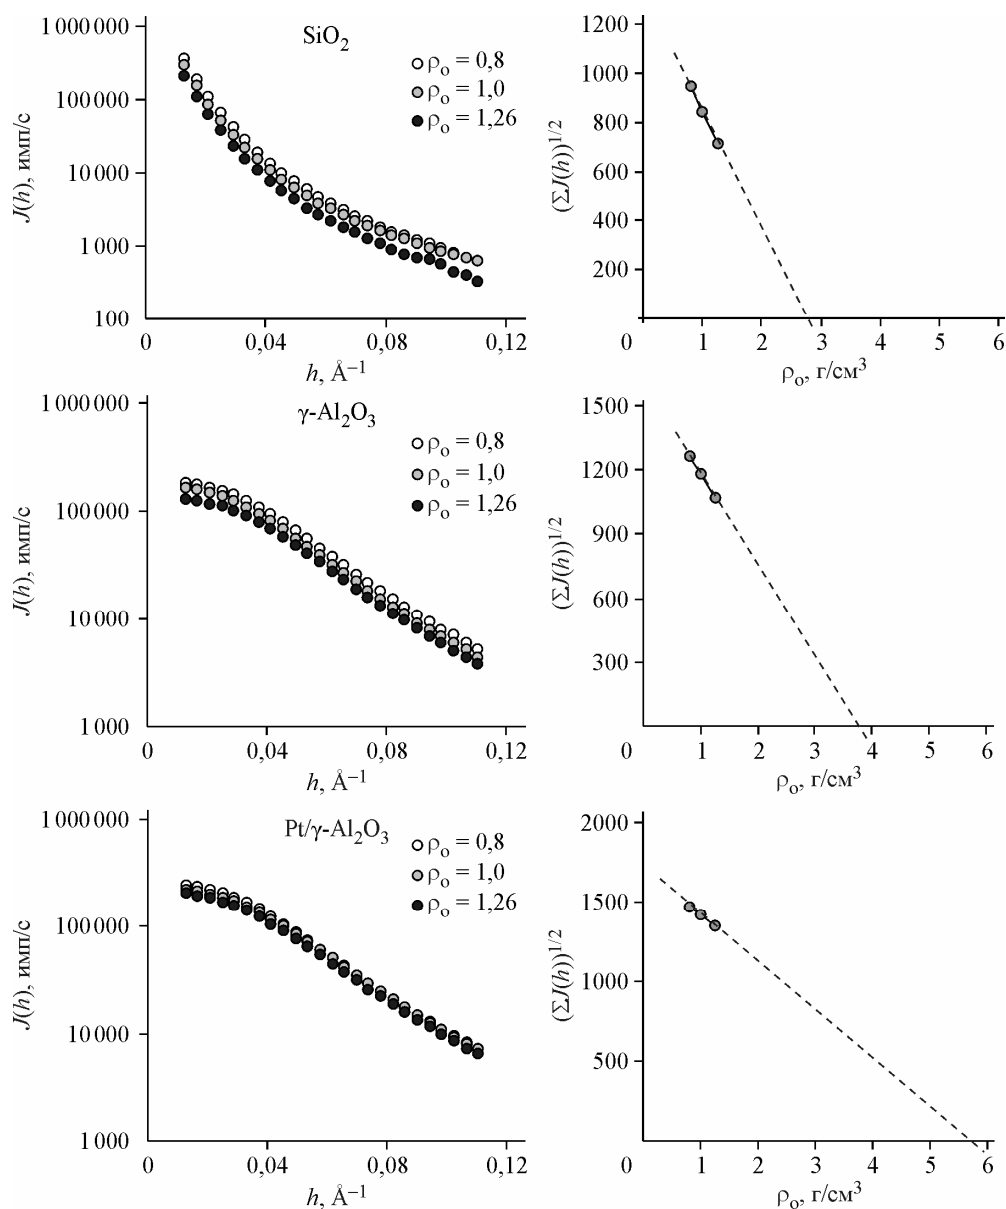 1 000 000
100 000
10 000
1 000
100
J(h), имп/с
SiO₂
ρₒ = 0,8
ρₒ = 1,0
ρₒ = 1,26
0 0,04 0,08 0,12
h, Å⁻¹
1200
1000
800
600
400
200
(ΣJ(h))¹ᐟ²
0 1 2 3 4 5 6
ρₒ, г/см³
1 000 000
100 000
10 000
1 000
J(h), имп/с
γ-Al₂O₃
ρₒ = 0,8
ρₒ = 1,0
ρₒ = 1,26
0 0,04 0,08 0,12
h, Å⁻¹
1500
1200
900
600
300
(ΣJ(h))¹ᐟ²
0 1 2 3 4 5 6
ρₒ, г/см³
1 000 000
100 000
10 000
1 000
J(h), имп/с
Pt/γ-Al₂O₃
ρₒ = 0,8
ρₒ = 1,0
ρₒ = 1,26
0 0,04 0,08 0,12
h, Å⁻¹
2000
1500
1000
500
(ΣJ(h))¹ᐟ²
0 1 2 3 4 5 6
ρₒ, г/см³